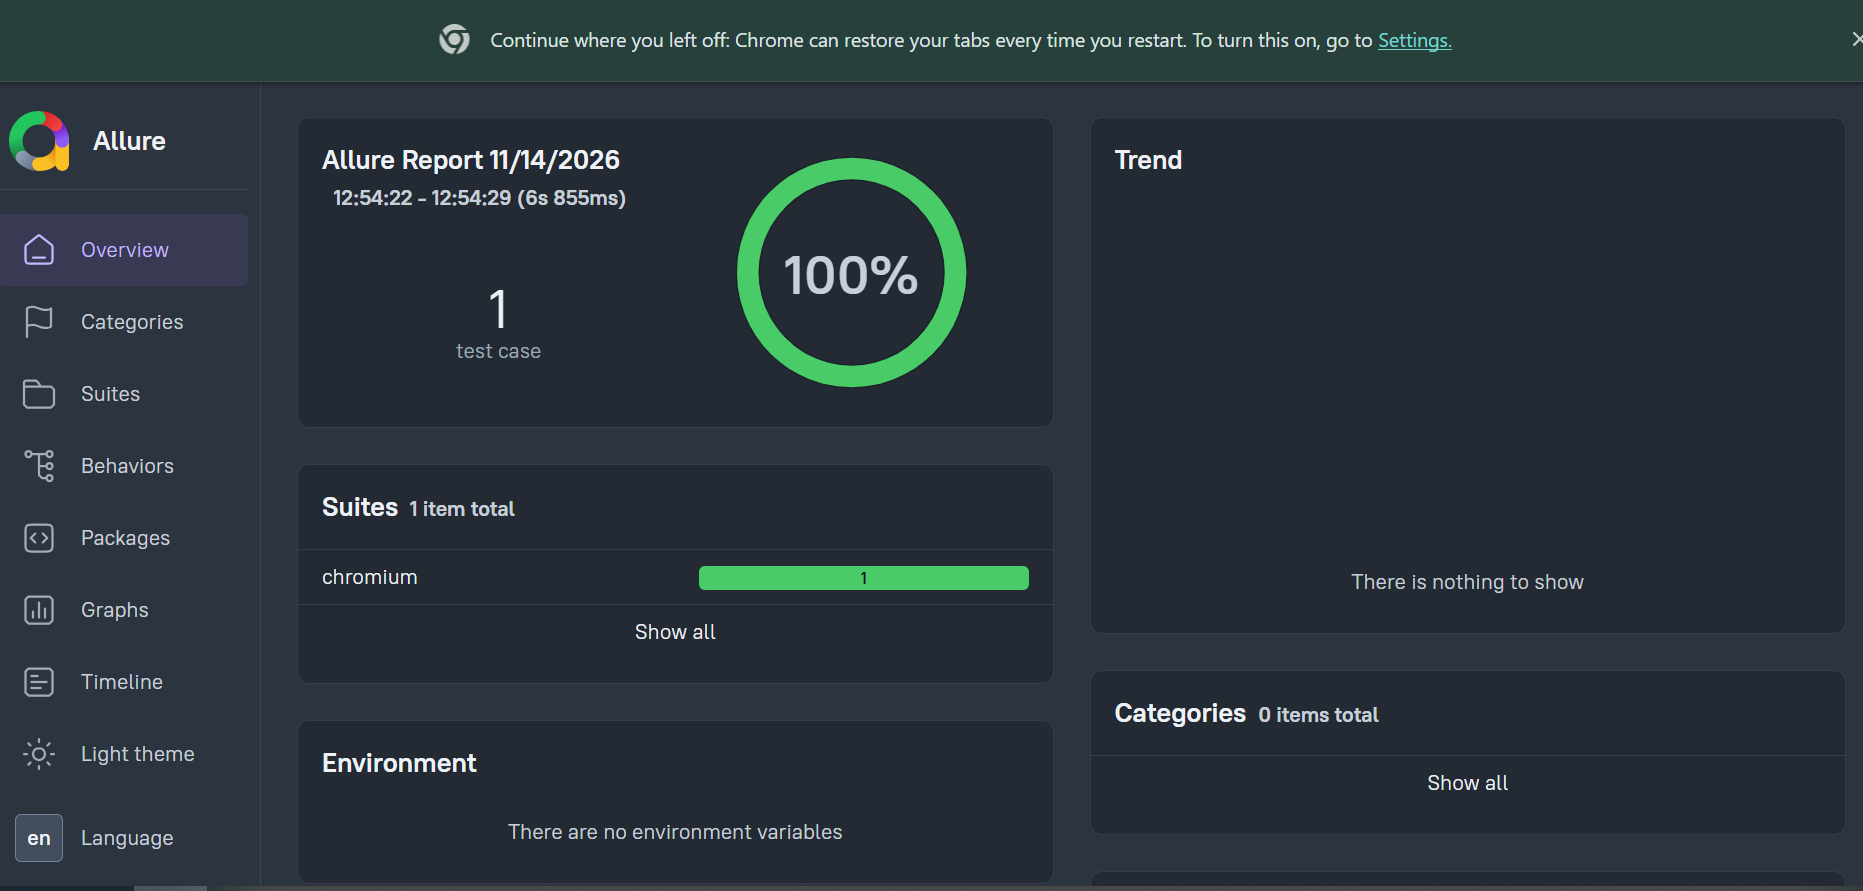 Continue where you left off: Chrome can restore your tabs every time you restart. To turn this on, go to Settings.
Allure
Overview
Categories
Suites
Behaviors
Packages
Graphs
Timeline
Light theme
en Language
Allure Report 11/14/2026
12:54:22 - 12:54:29 (6s 855ms)
1
test case
100%
Suites 1 item total
chromium 1
Show all
Environment
There are no environment variables
Trend
There is nothing to show
Categories 0 items total
Show all